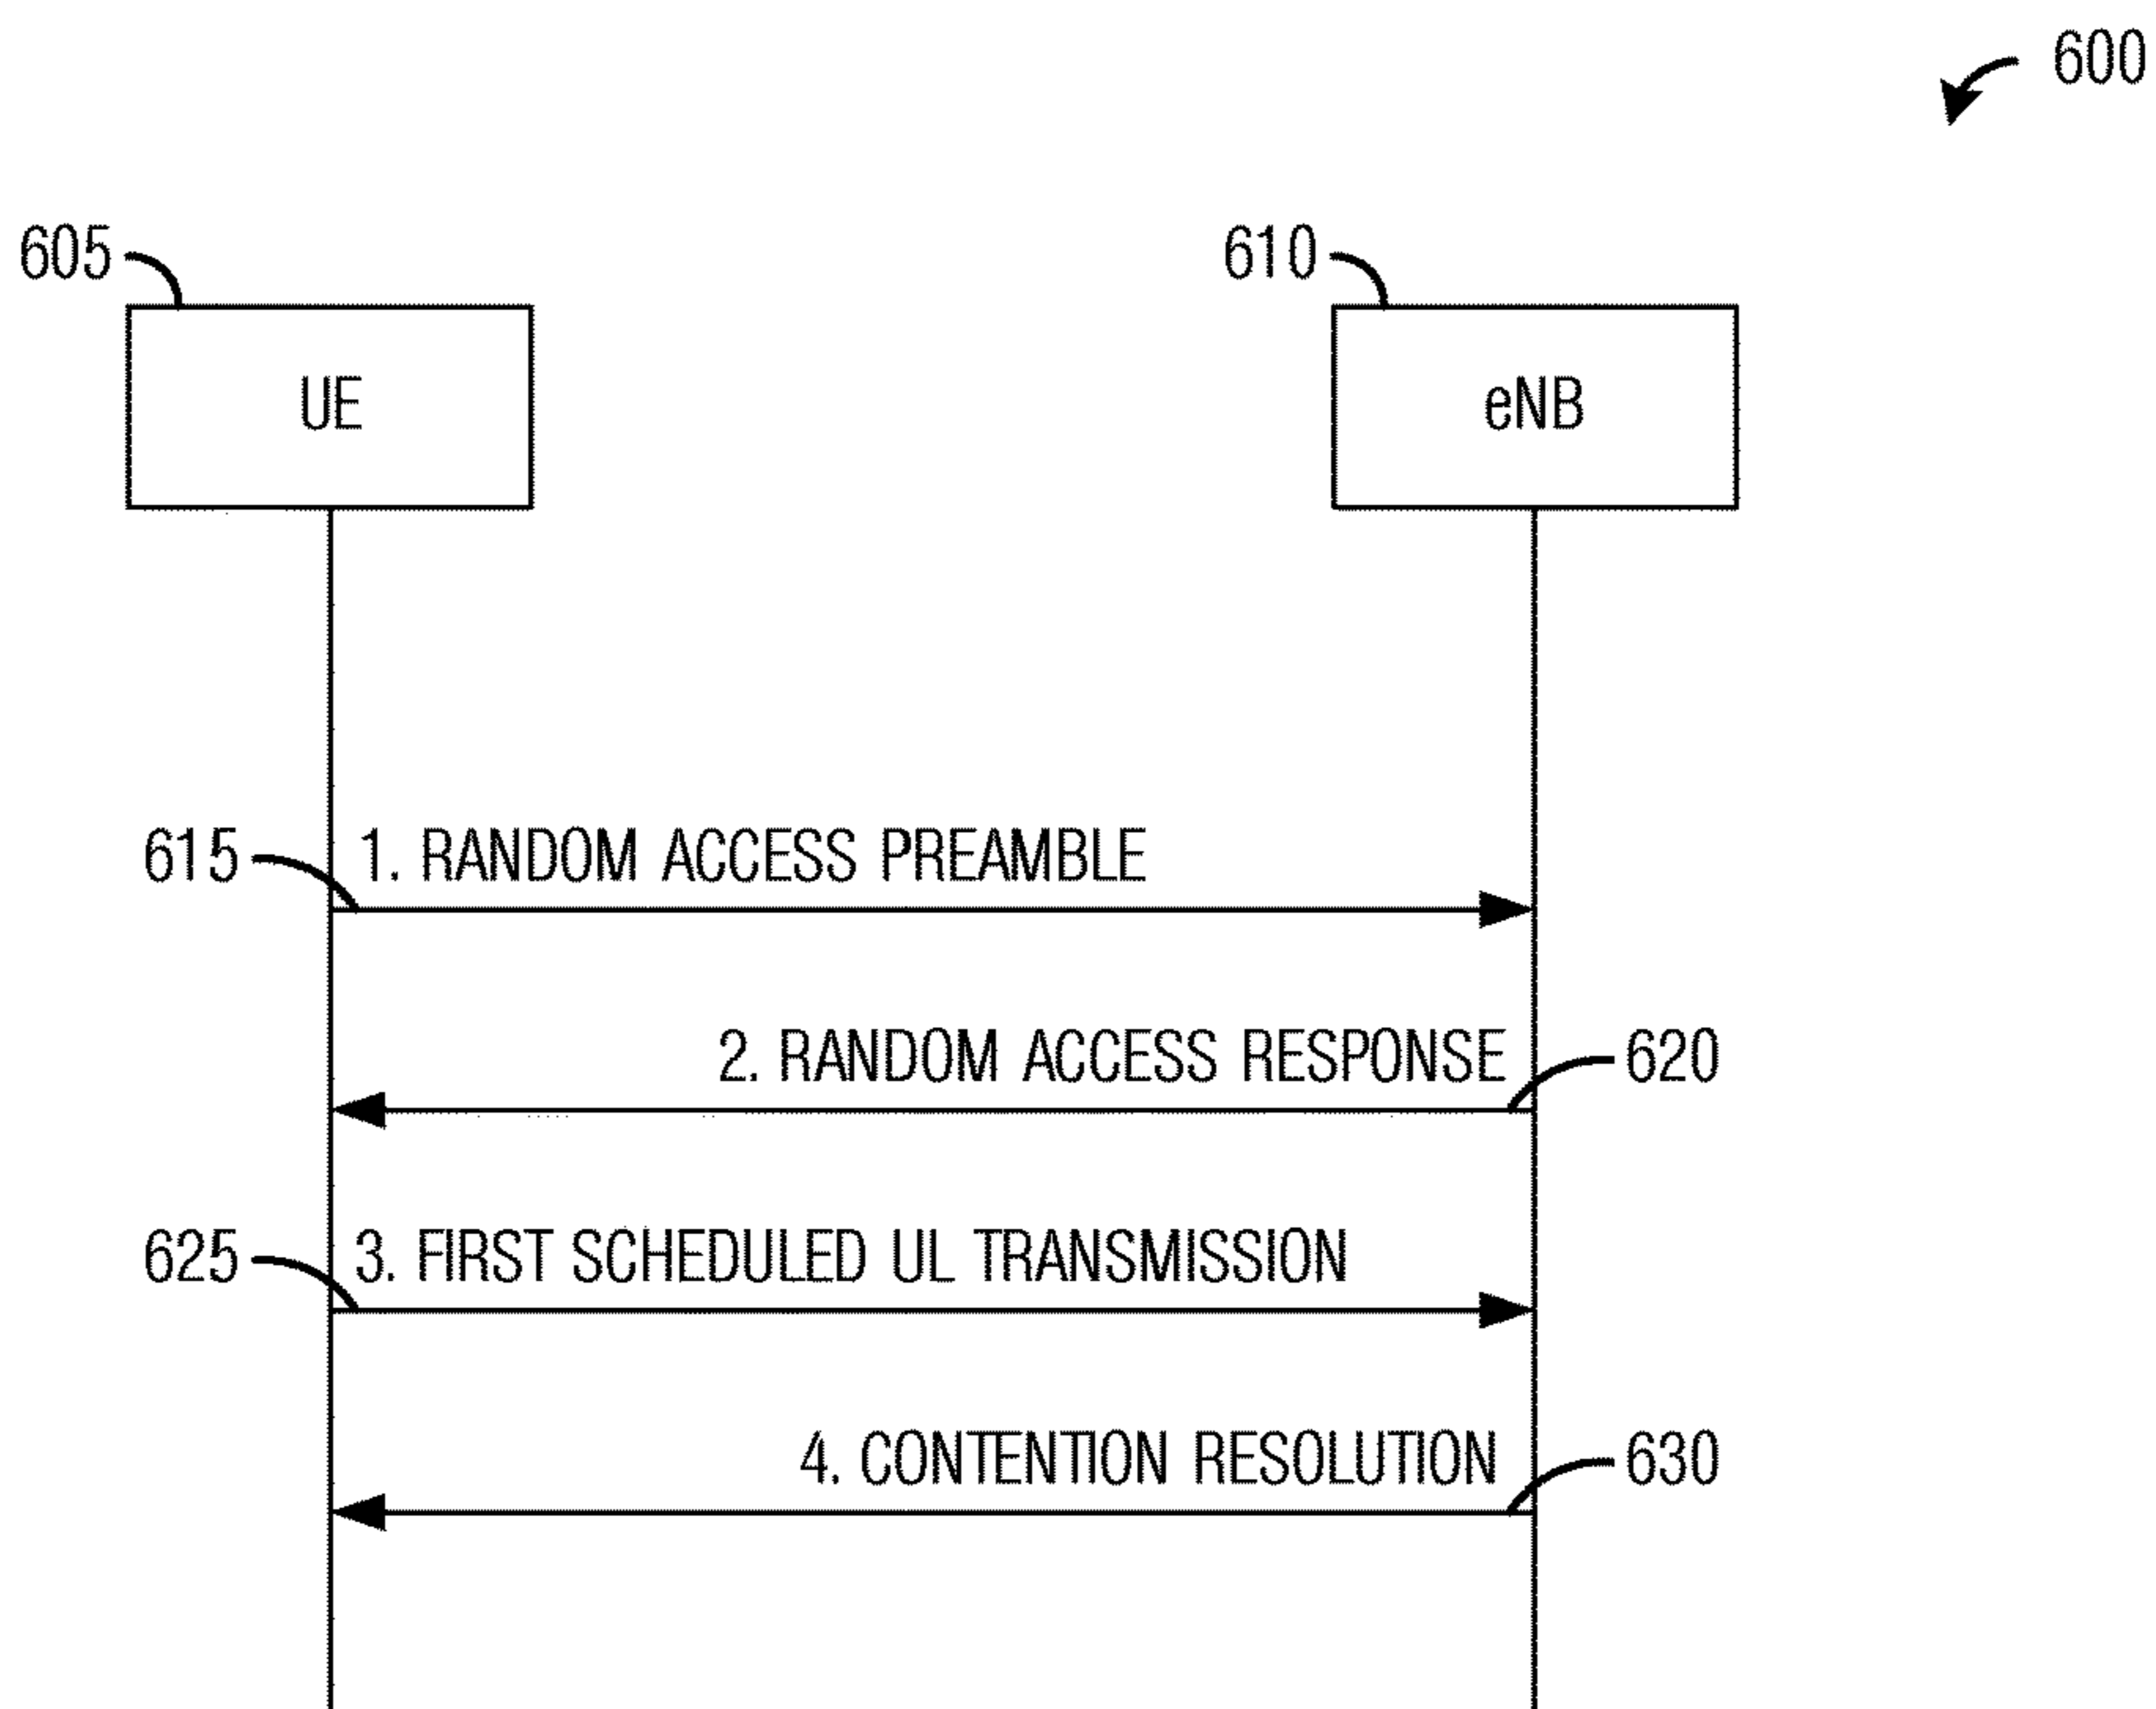 600
605
610
UE
eNB
615 1. RANDOM ACCESS PREAMBLE
2. RANDOM ACCESS RESPONSE 620
625 3. FIRST SCHEDULED UL TRANSMISSION
4. CONTENTION RESOLUTION 630